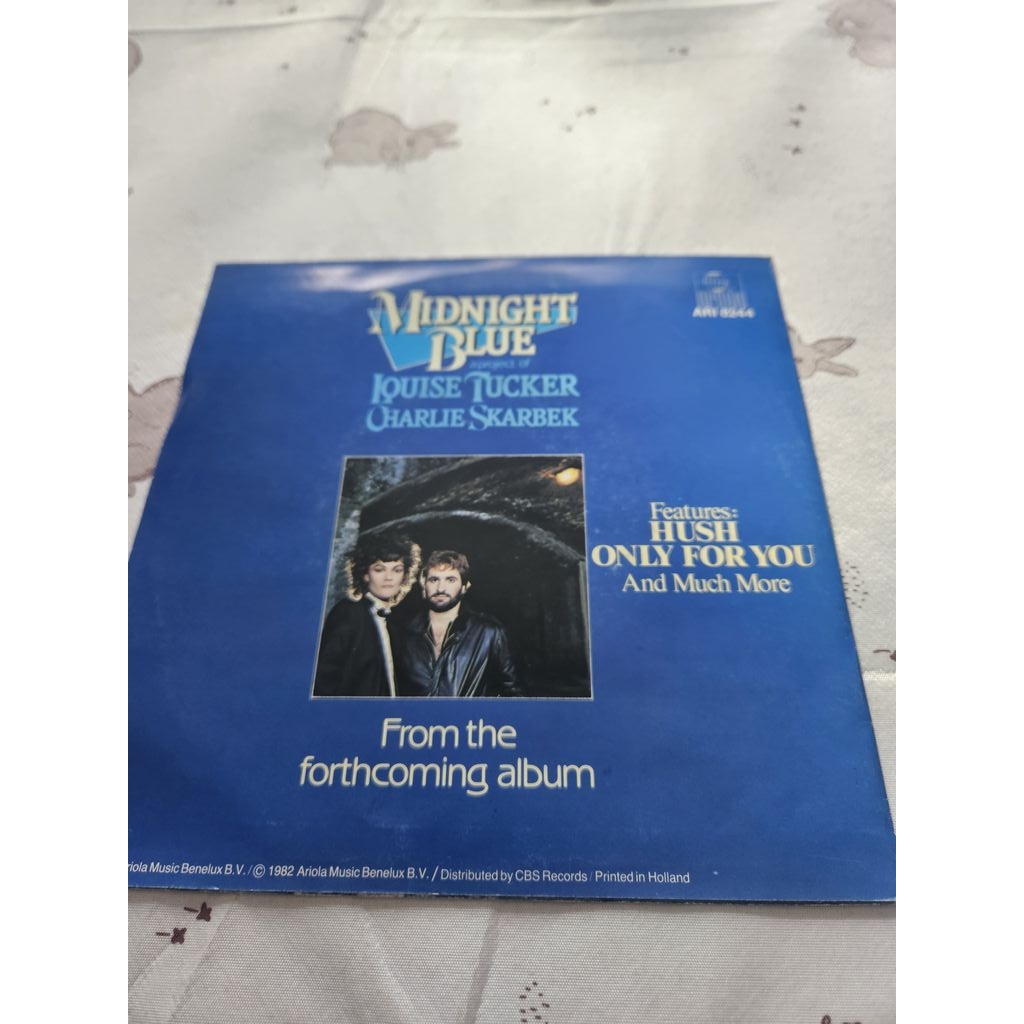 MIDNIGHT
BLUE
a project of
LOUISE TUCKER
CHARLIE SKARBEK
ARI 8244
Features:
HUSH
ONLY FOR YOU
And Much More
From the
forthcoming album
riola Music Benelux B.V. / © 1982 Ariola Music Benelux B.V. / Distributed by CBS Records / Printed in Holland